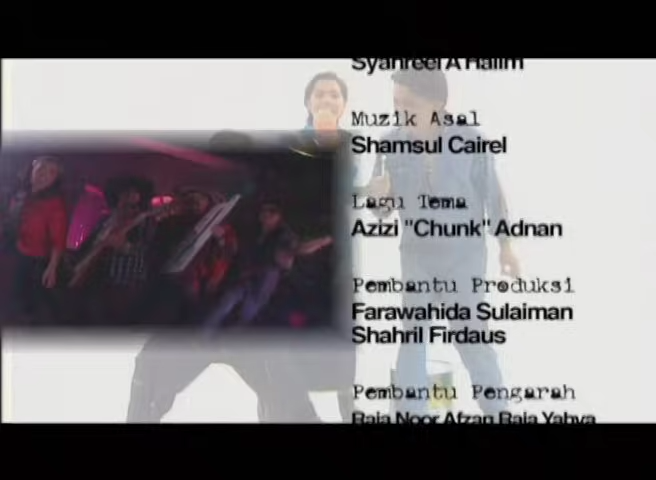 Syahreel A Halim
Muzik Asal
Shamsul Cairel
Lagu Tema
Azizi "Chunk" Adnan
Pembantu Produksi
Farawahida Sulaiman
Shahril Firdaus
Pembantu Pengarah
Raja Noor Afzan Raja Yahya